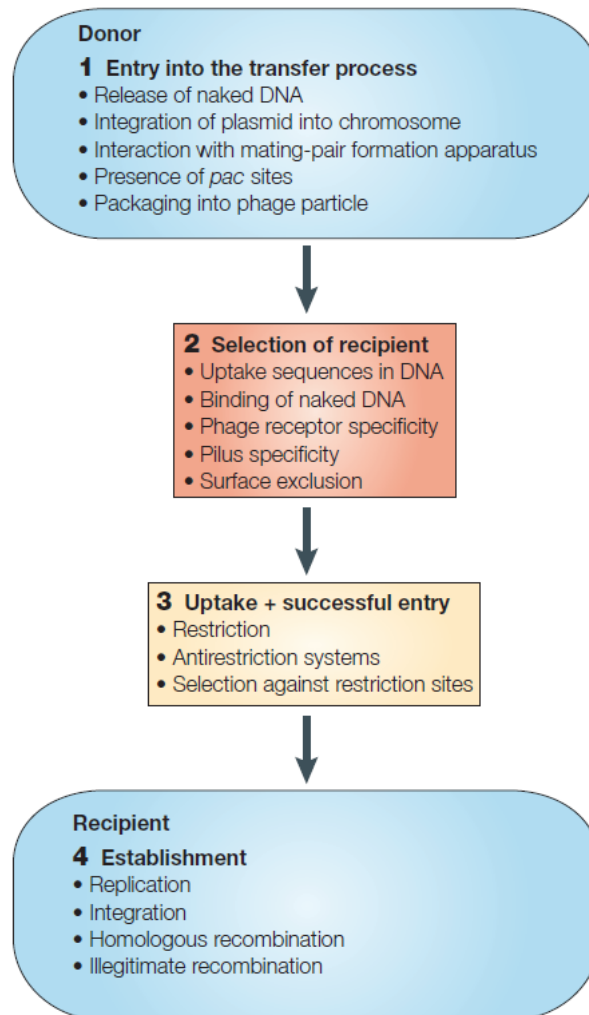 Donor
1 Entry into the transfer process
• Release of naked DNA
• Integration of plasmid into chromosome
• Interaction with mating-pair formation apparatus
• Presence of pac sites
• Packaging into phage particle
2 Selection of recipient
• Uptake sequences in DNA
• Binding of naked DNA
• Phage receptor specificity
• Pilus specificity
• Surface exclusion
3 Uptake + successful entry
• Restriction
• Antirestriction systems
• Selection against restriction sites
Recipient
4 Establishment
• Replication
• Integration
• Homologous recombination
• Illegitimate recombination